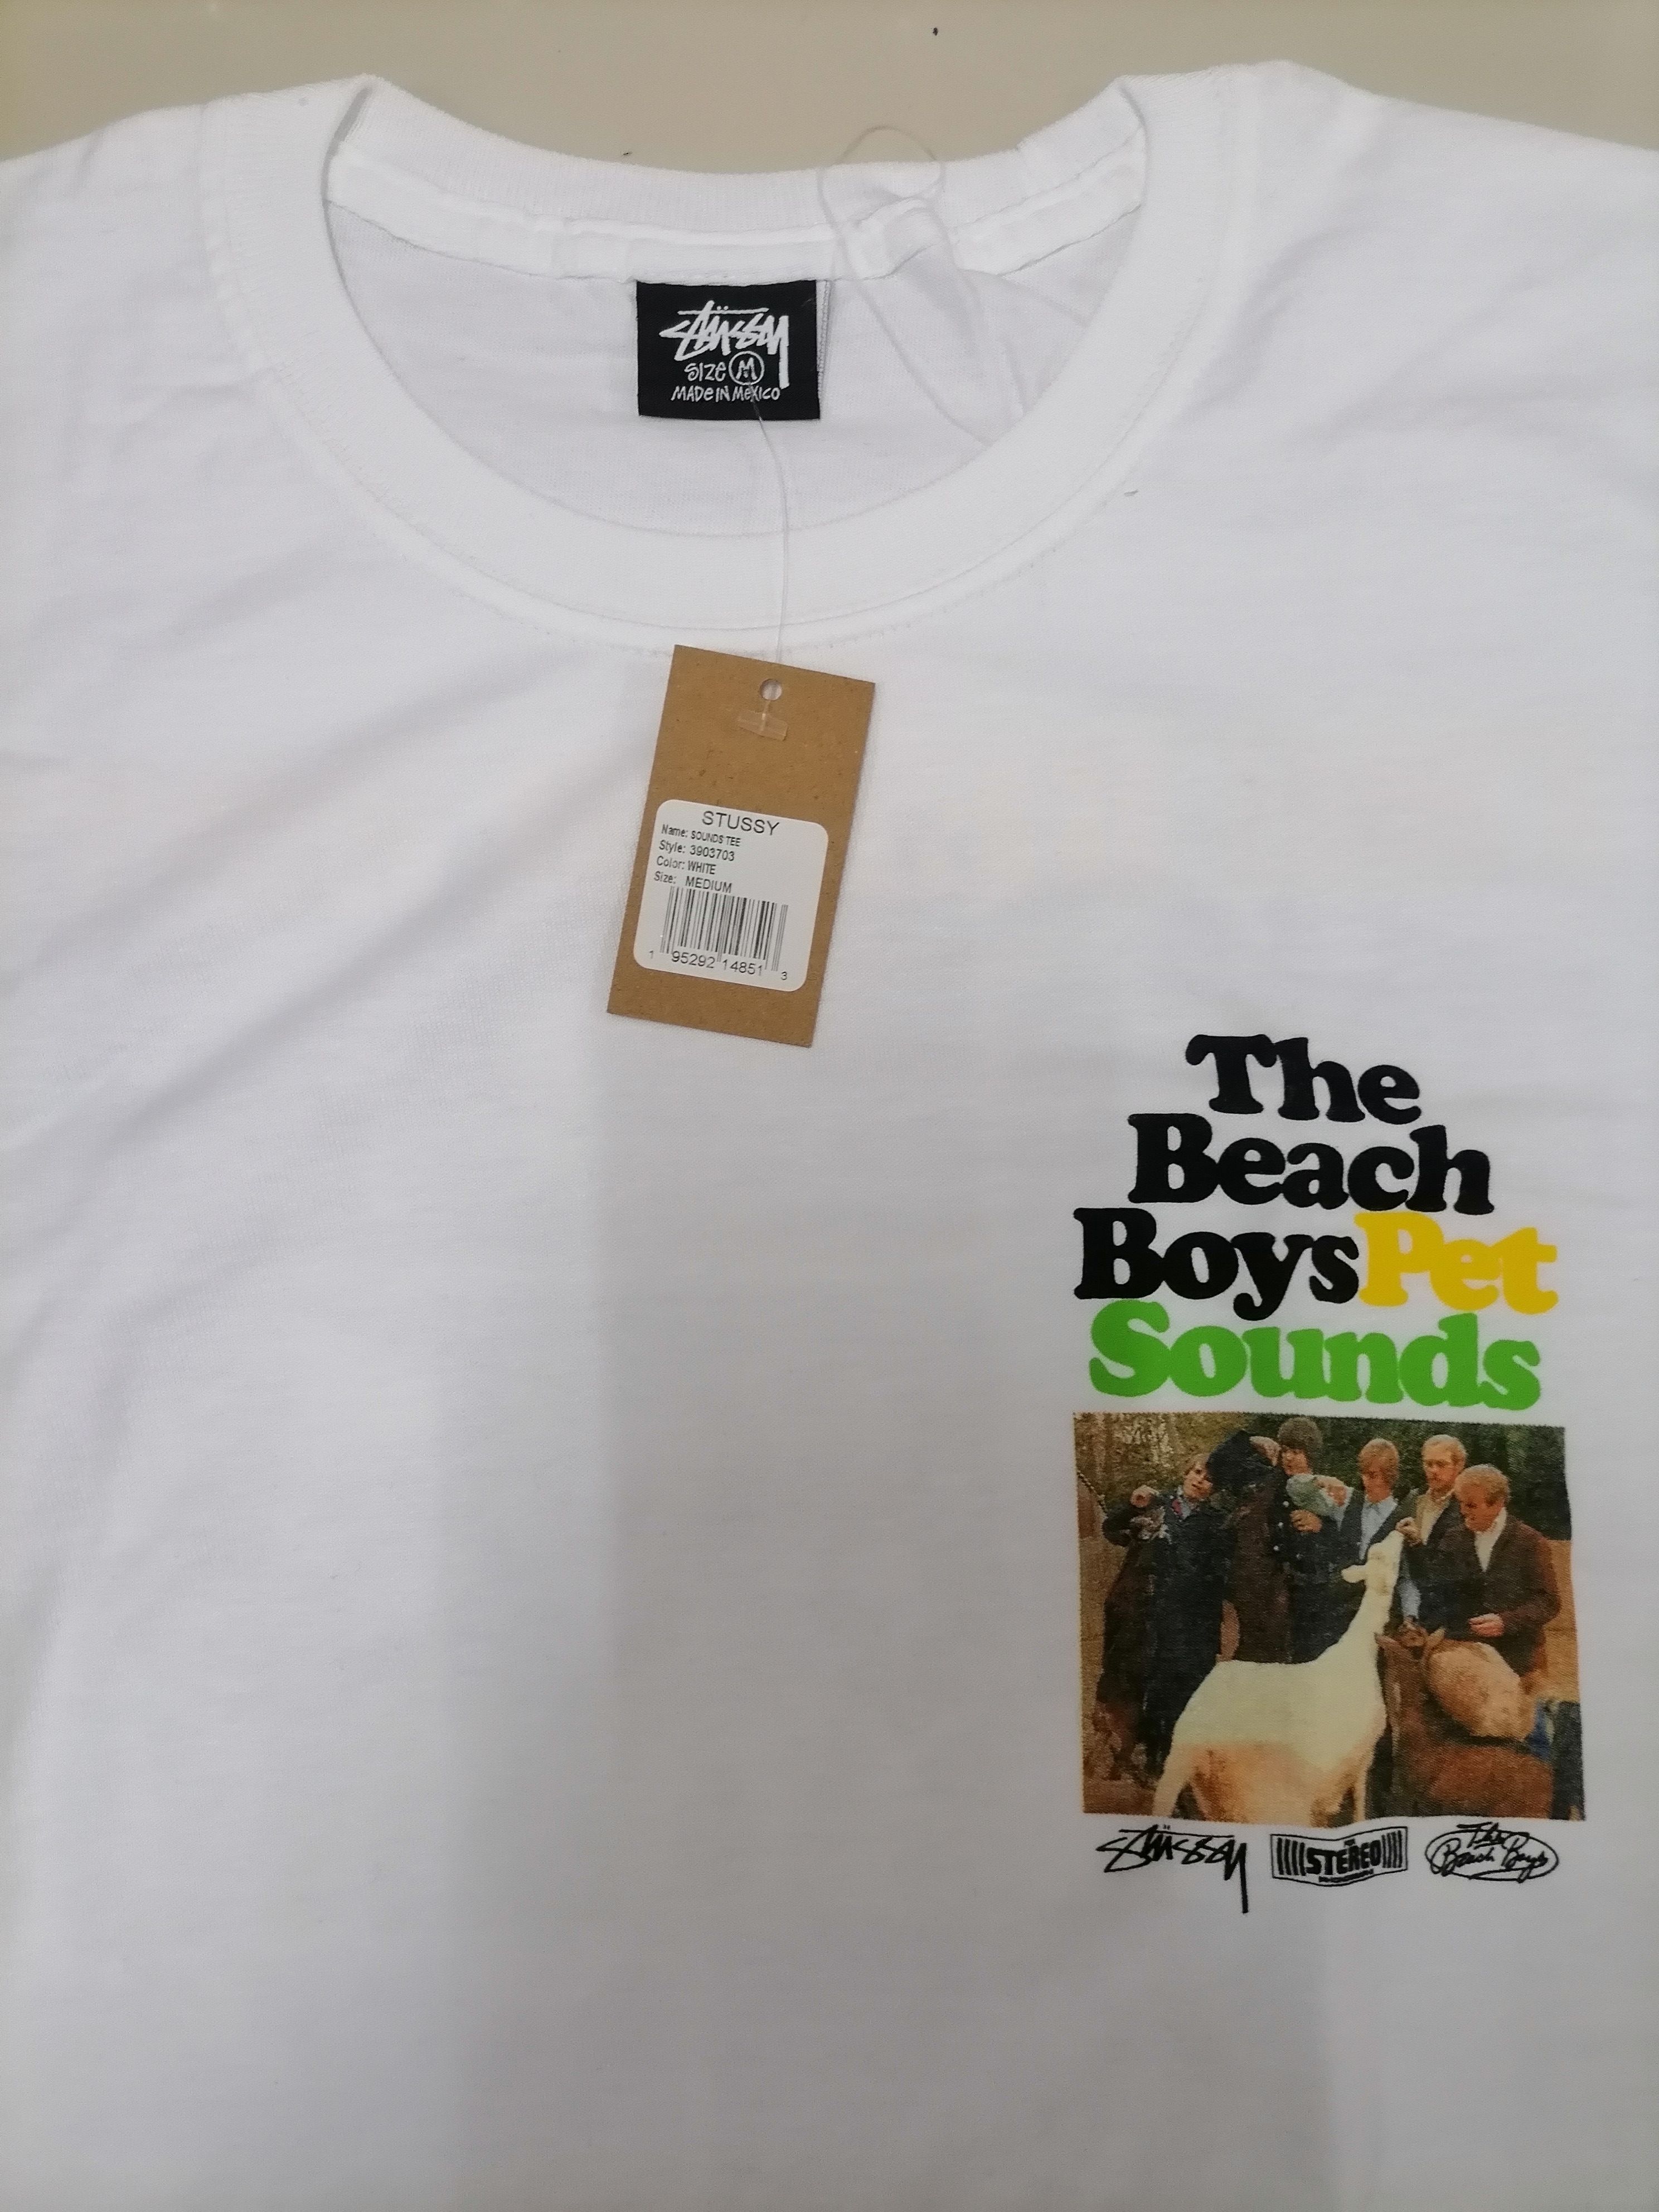 Stüssy
SIZE M
MADE IN MEXICO
STUSSY
Name: SOUNDS TEE
Style: 3903703
Color: WHITE
Size: MEDIUM
1 95292 14851 3
The
Beach
Boys Pet
Sounds
Stüssy
STEREO
The
Beach Boys